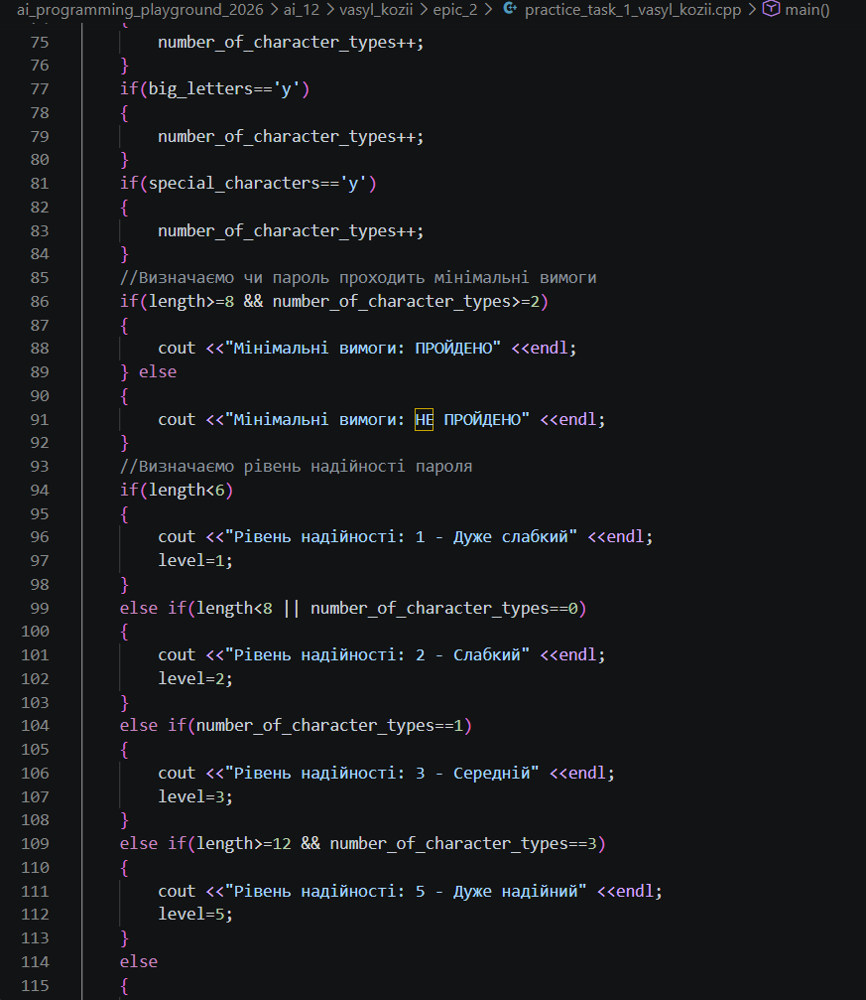 ai_programming_playground_2026 > ai_12 > vasyl_kozii > epic_2 > practice_task_1_vasyl_kozii.cpp > main()
75 number_of_character_types++;
76 }
77 if(big_letters=='y')
78 {
79 number_of_character_types++;
80 }
81 if(special_characters=='y')
82 {
83 number_of_character_types++;
84 }
85 //Визначаємо чи пароль проходить мінімальні вимоги
86 if(length>=8 && number_of_character_types>=2)
87 {
88 cout <<"Мінімальні вимоги: ПРОЙДЕНО" <<endl;
89 } else
90 {
91 cout <<"Мінімальні вимоги: НЕ ПРОЙДЕНО" <<endl;
92 }
93 //Визначаємо рівень надійності пароля
94 if(length<6)
95 {
96 cout <<"Рівень надійності: 1 - Дуже слабкий" <<endl;
97 level=1;
98 }
99 else if(length<8 || number_of_character_types==0)
100 {
101 cout <<"Рівень надійності: 2 - Слабкий" <<endl;
102 level=2;
103 }
104 else if(number_of_character_types==1)
105 {
106 cout <<"Рівень надійності: 3 - Середній" <<endl;
107 level=3;
108 }
109 else if(length>=12 && number_of_character_types==3)
110 {
111 cout <<"Рівень надійності: 5 - Дуже надійний" <<endl;
112 level=5;
113 }
114 else
115 {